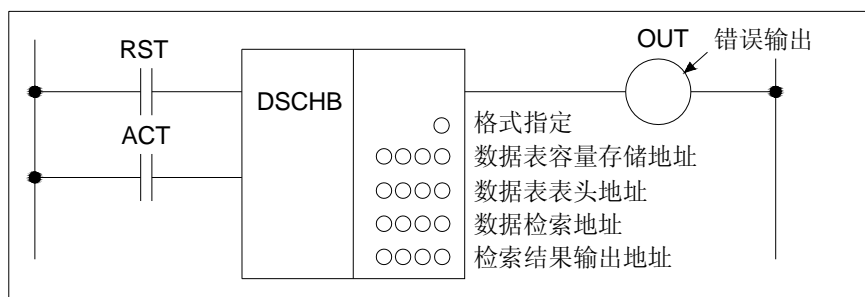 RST
OUT
错误输出
DSCHB
ACT
格式指定
数据表容量存储地址
数据表表头地址
数据检索地址
检索结果输出地址